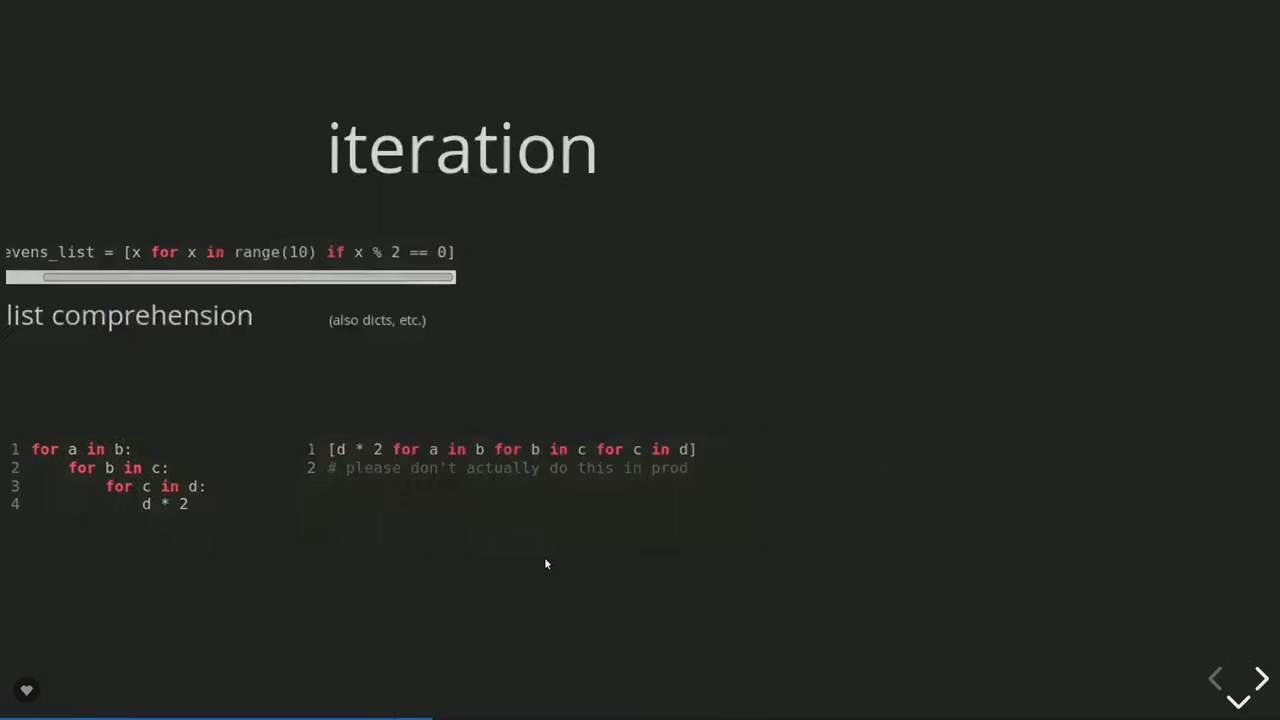 iteration
evens_list = [x for x in range(10) if x % 2 == 0]
list comprehension (also dicts, etc.)
1 for a in b:
2     for b in c:
3         for c in d:
4             d * 2
1 [d * 2 for a in b for b in c for c in d]
2 # please don't actually do this in prod